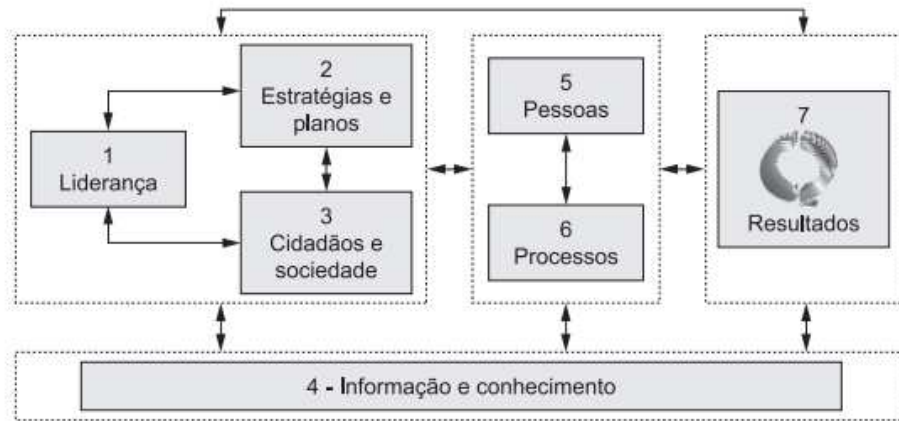 1
Liderança
2
Estratégias e
planos
3
Cidadãos e
sociedade
5
Pessoas
6
Processos
7
Resultados
4 - Informação e conhecimento